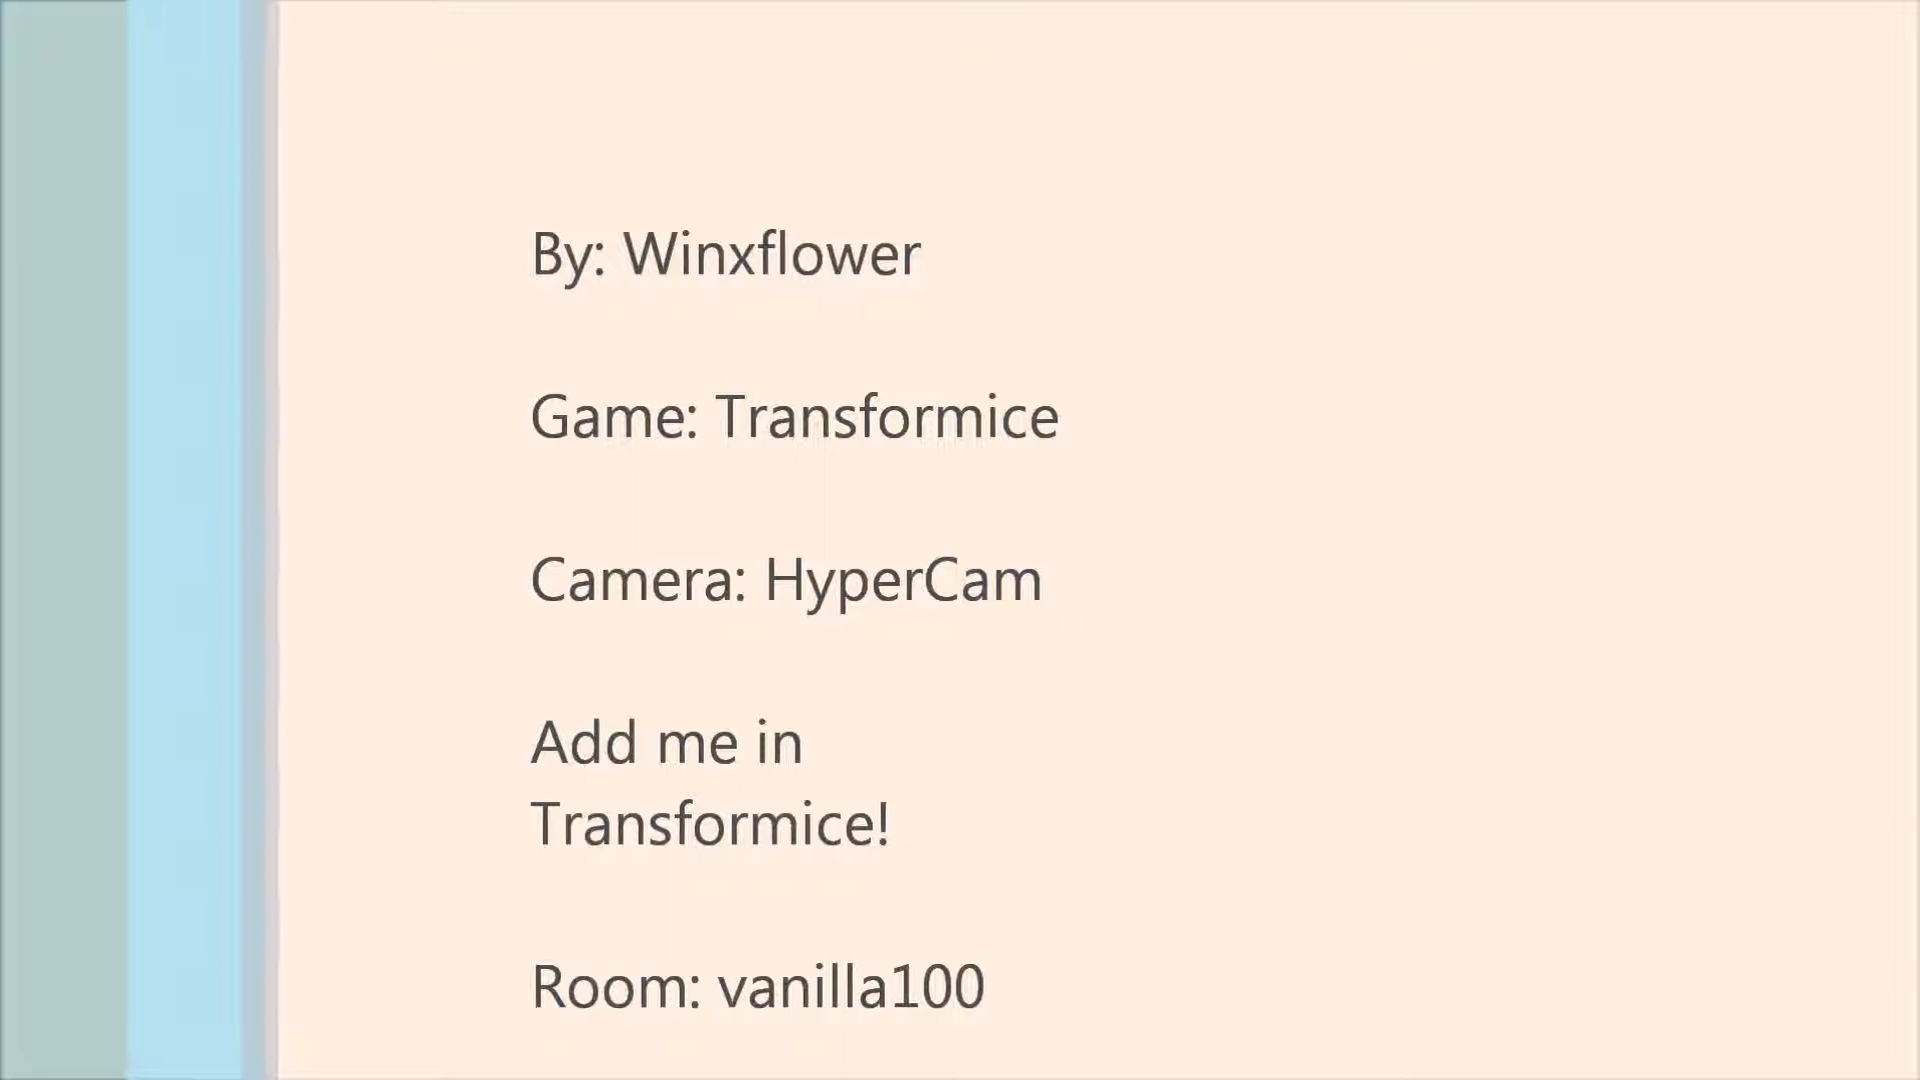 By: Winxflower
Game: Transformice
Camera: HyperCam
Add me in
Transformice!
Room: vanilla100